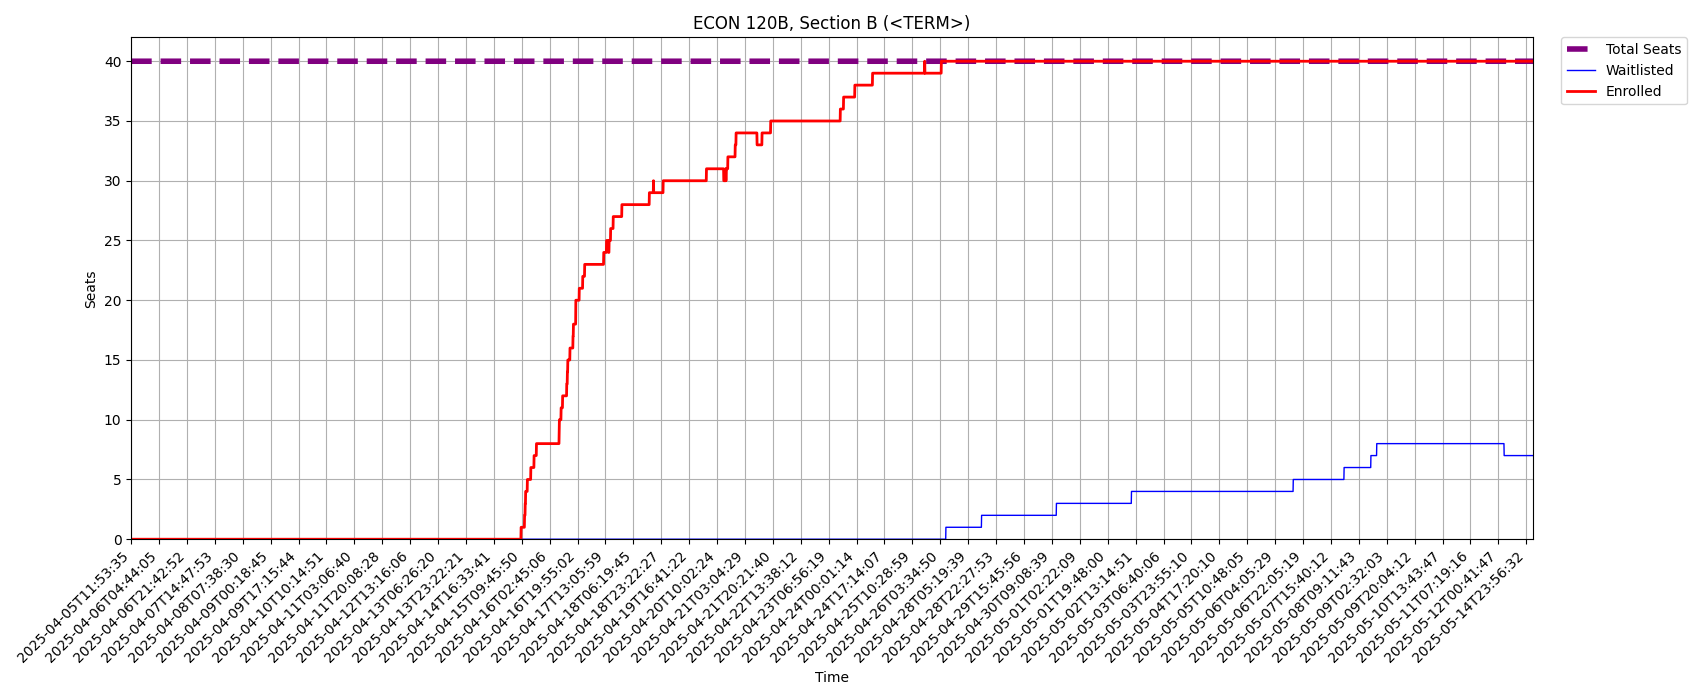 ECON 120B, Section B (<TERM>)
Total Seats
Waitlisted
Enrolled
Seats
40
35
30
25
20
15
10
5
0
2025-04-05T11:53:35
2025-04-06T04:44:05
2025-04-06T21:42:52
2025-04-07T14:47:53
2025-04-08T07:38:30
2025-04-09T00:18:45
2025-04-09T17:15:44
2025-04-10T10:14:51
2025-04-11T03:06:40
2025-04-11T20:08:28
2025-04-12T13:16:06
2025-04-13T06:26:20
2025-04-13T23:22:21
2025-04-14T16:33:41
2025-04-15T09:45:50
2025-04-16T02:45:06
2025-04-16T19:55:02
2025-04-17T13:05:59
2025-04-18T06:19:45
2025-04-18T23:22:27
2025-04-19T16:41:22
2025-04-20T10:02:24
2025-04-21T03:04:29
2025-04-21T20:21:40
2025-04-22T13:38:12
2025-04-23T06:56:19
2025-04-24T00:01:14
2025-04-24T17:14:07
2025-04-25T10:28:59
2025-04-26T03:34:50
2025-04-28T05:19:39
2025-04-28T22:27:53
2025-04-29T15:45:56
2025-04-30T09:08:39
2025-05-01T02:22:09
2025-05-01T19:48:00
2025-05-02T13:14:51
2025-05-03T06:40:06
2025-05-03T23:55:10
2025-05-04T17:20:10
2025-05-05T10:48:05
2025-05-06T04:05:29
2025-05-06T22:05:19
2025-05-07T15:40:12
2025-05-08T09:11:43
2025-05-09T02:32:03
2025-05-09T20:04:12
2025-05-10T13:43:47
2025-05-11T07:19:16
2025-05-12T00:41:47
2025-05-14T23:56:32
Time